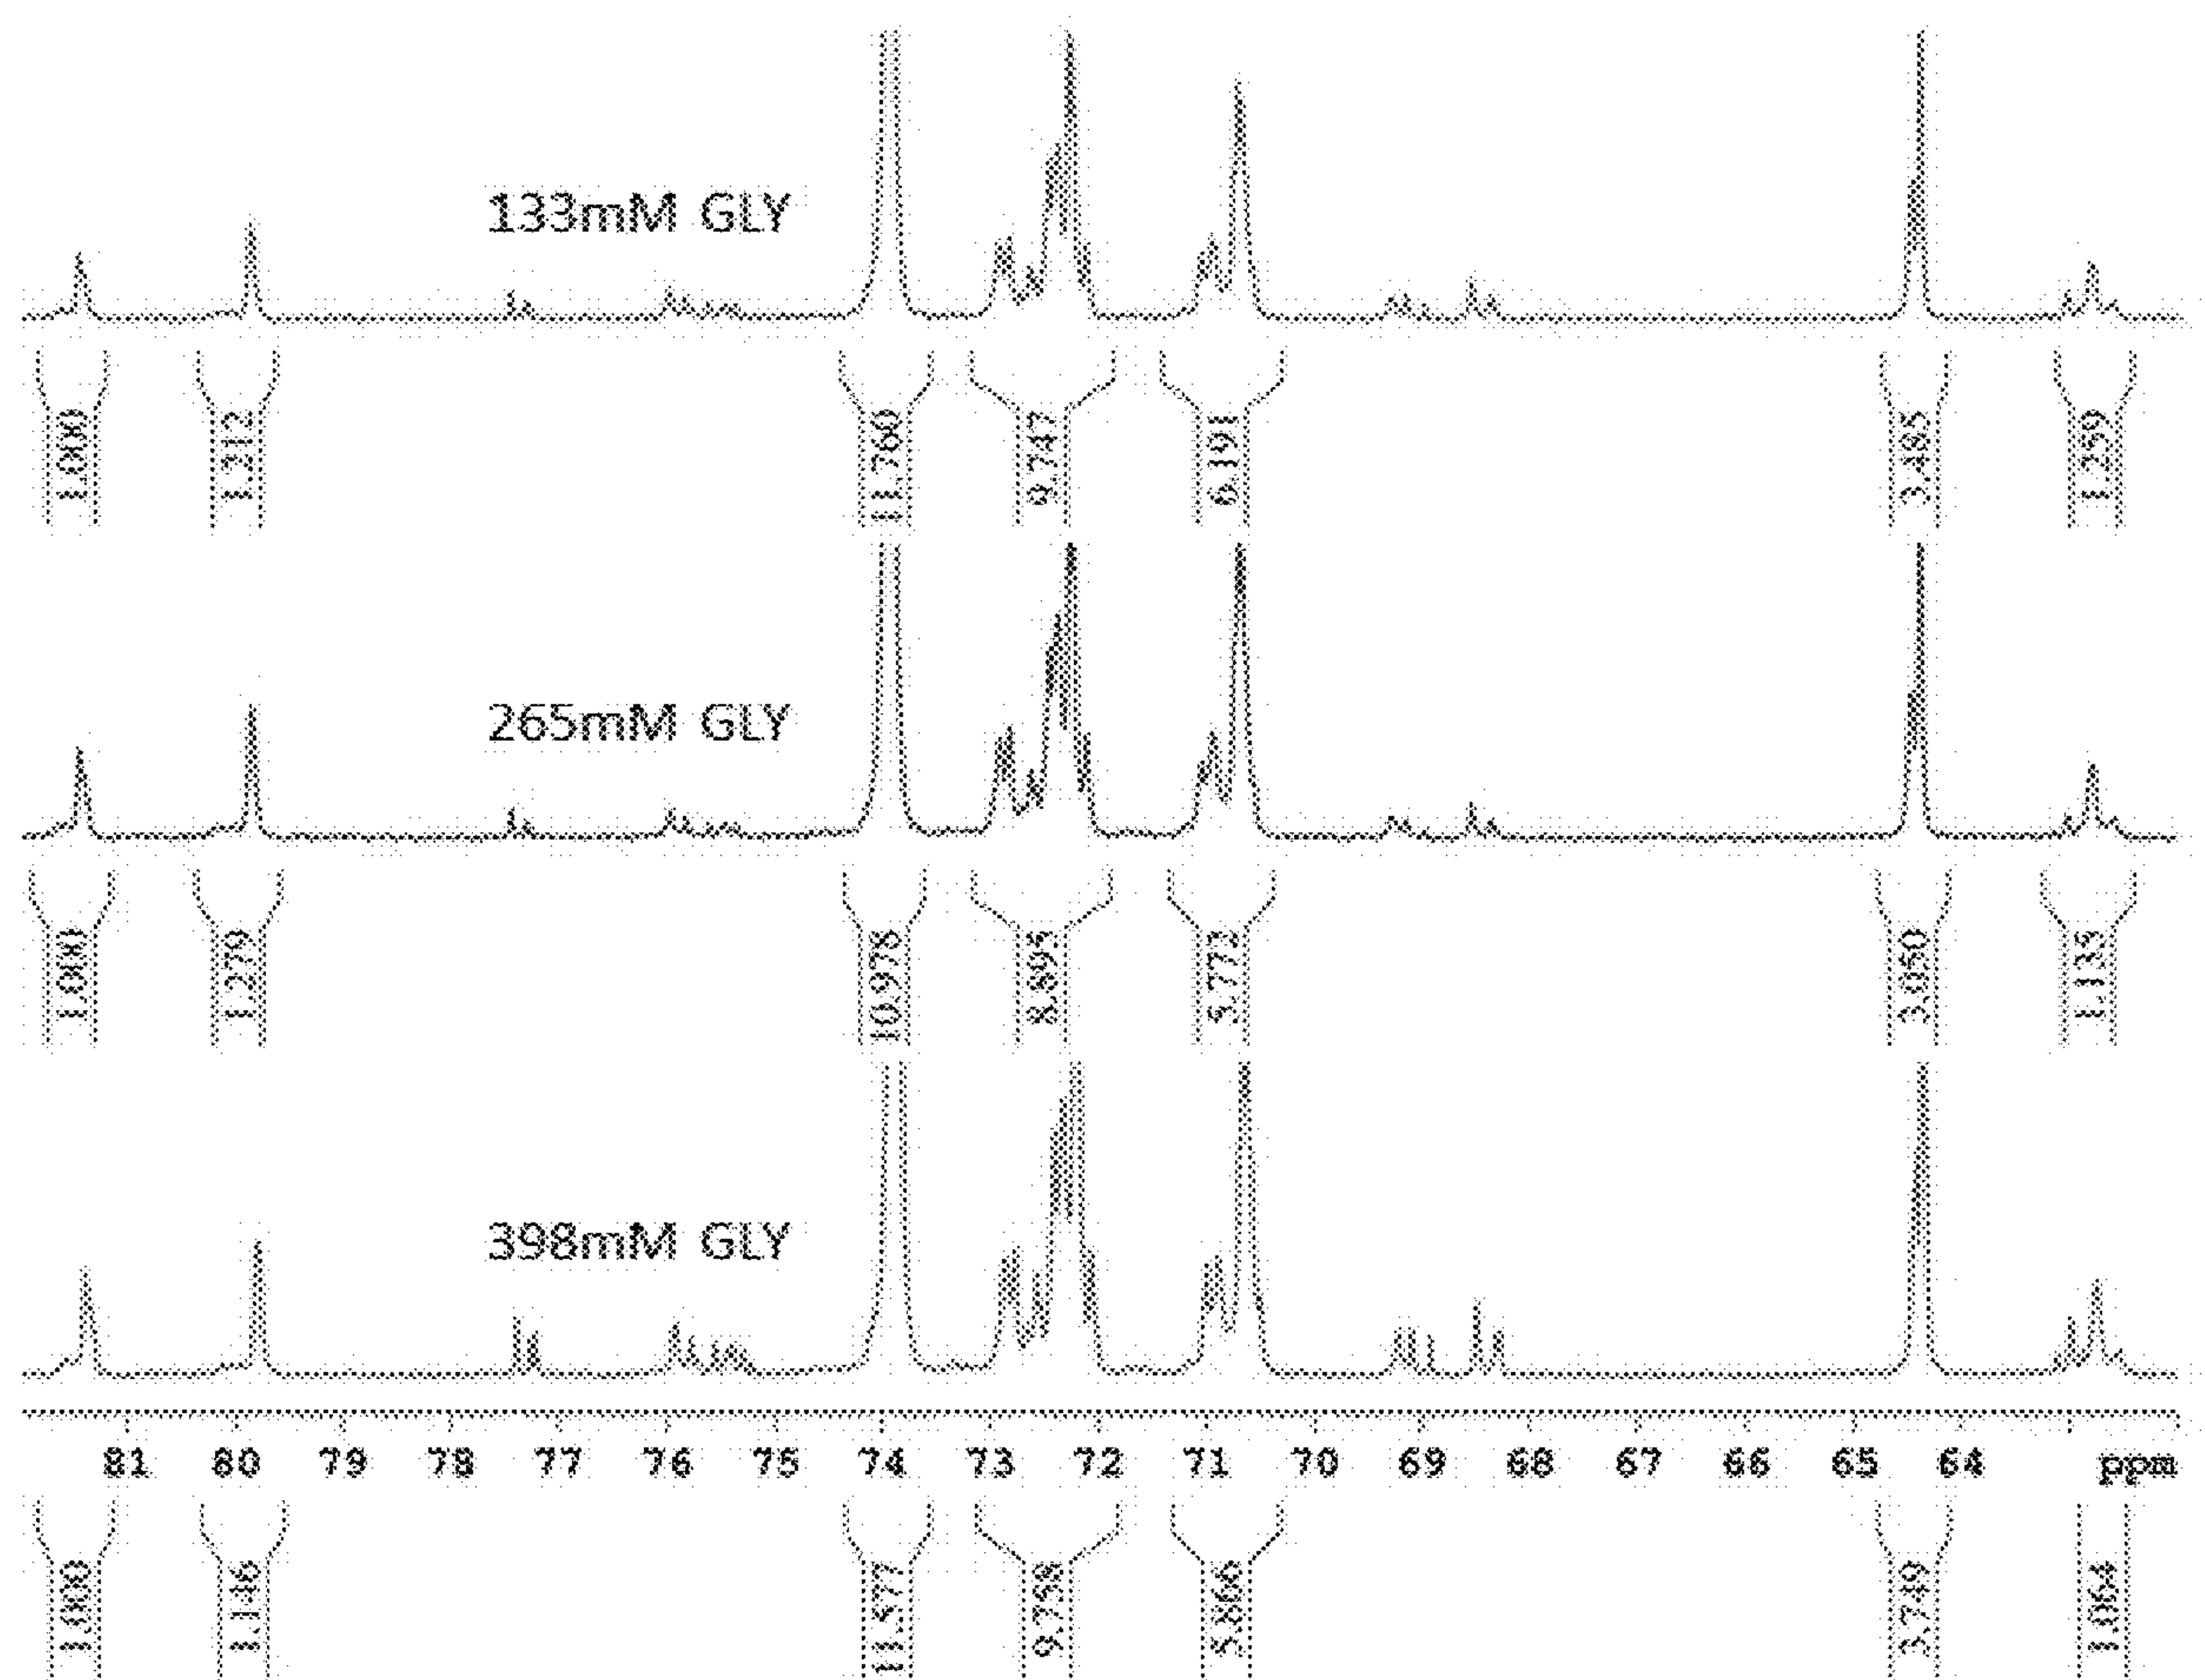 133mM GLY
1.000 1.212 11.760 9.747 6.191 3.485 1.259
265mM GLY
1.000 1.279 10.978 8.895 5.772 3.050 1.135
398mM GLY
81 80 79 78 77 76 75 74 73 72 71 70 69 68 67 66 65 64 ppm
1.000 1.146 11.577 9.758 5.866 3.749 1.064